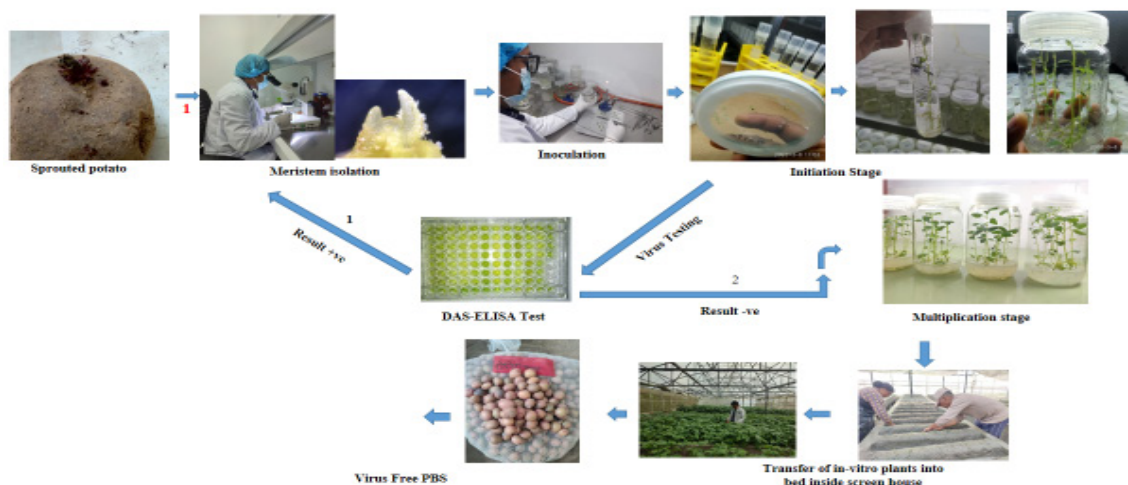 1
Sprouted potato
Meristem isolation
Inoculation
Initiation Stage
1
Result +ve
Virus Testing
DAS-ELISA Test
2
Result -ve
Multiplication stage
Virus Free PBS
Transfer of in-vitro plants into
bed inside screen house